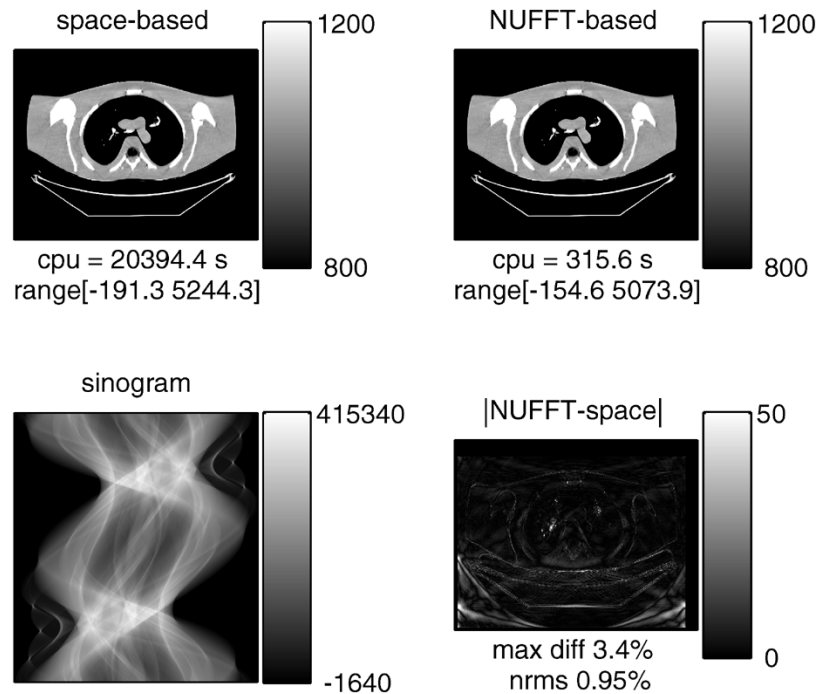 space-based
1200
800
cpu = 20394.4 s
range[-191.3 5244.3]
NUFFT-based
1200
800
cpu = 315.6 s
range[-154.6 5073.9]
sinogram
415340
-1640
|NUFFT-space|
50
0
max diff 3.4%
nrms 0.95%